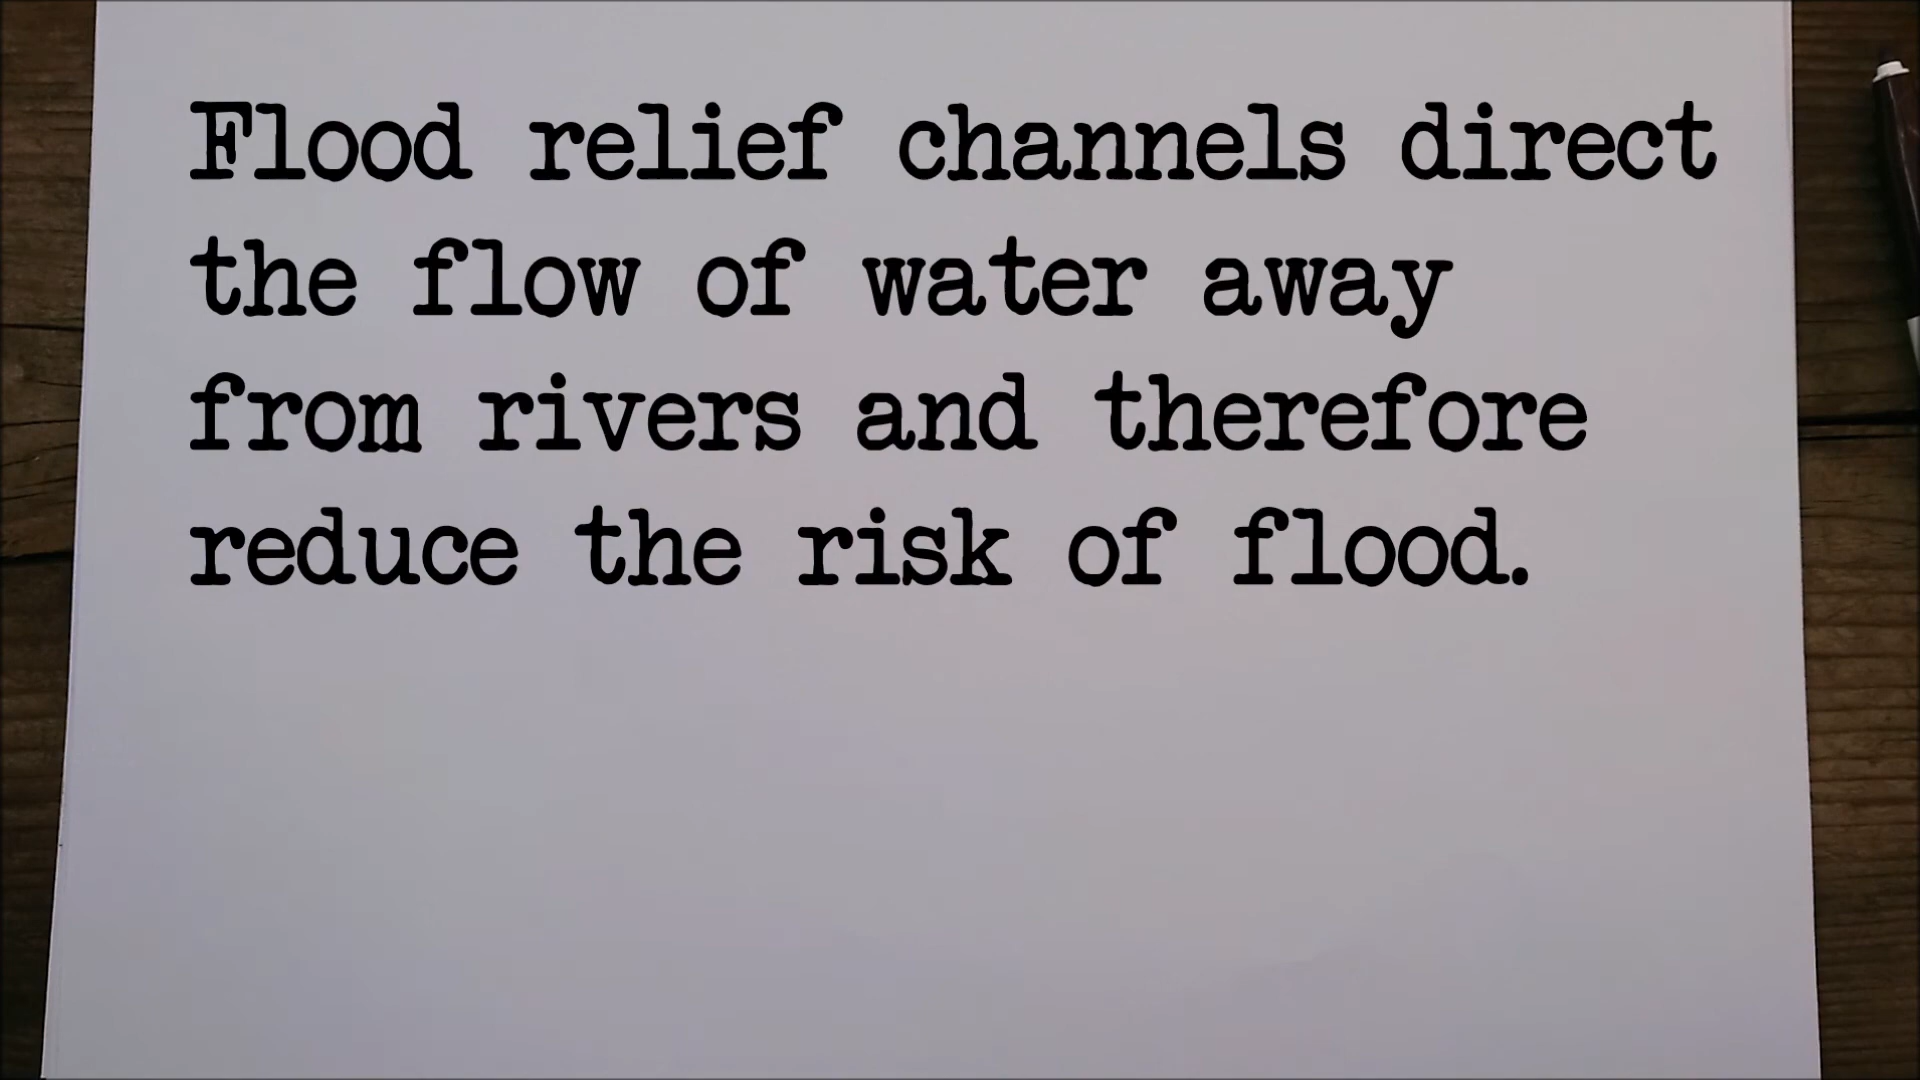 Flood relief channels direct
the flow of water away
from rivers and therefore
reduce the risk of flood.